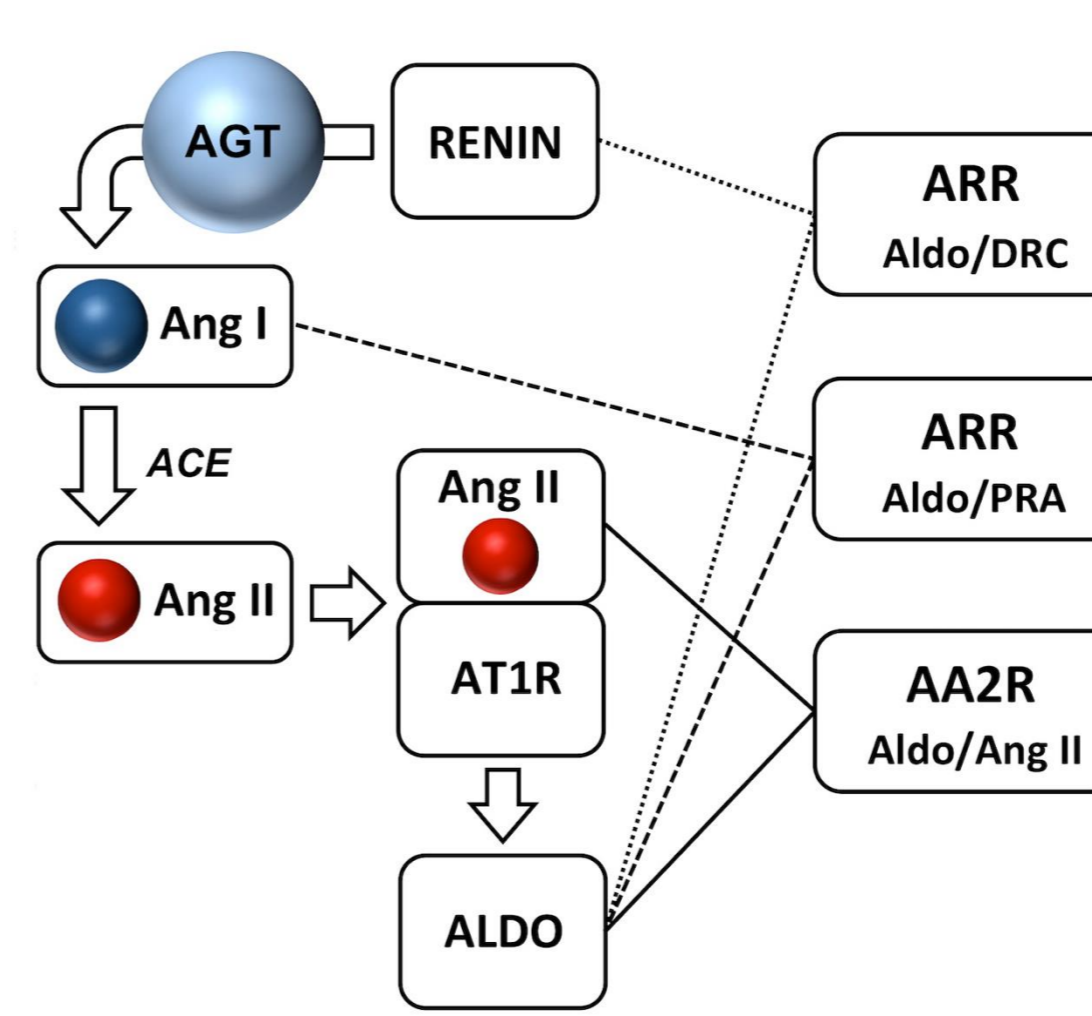 AGT
RENIN
ARR
Aldo/DRC
Ang I
ARR
Aldo/PRA
ACE
Ang II
Ang II
AT1R
AA2R
Aldo/Ang II
ALDO